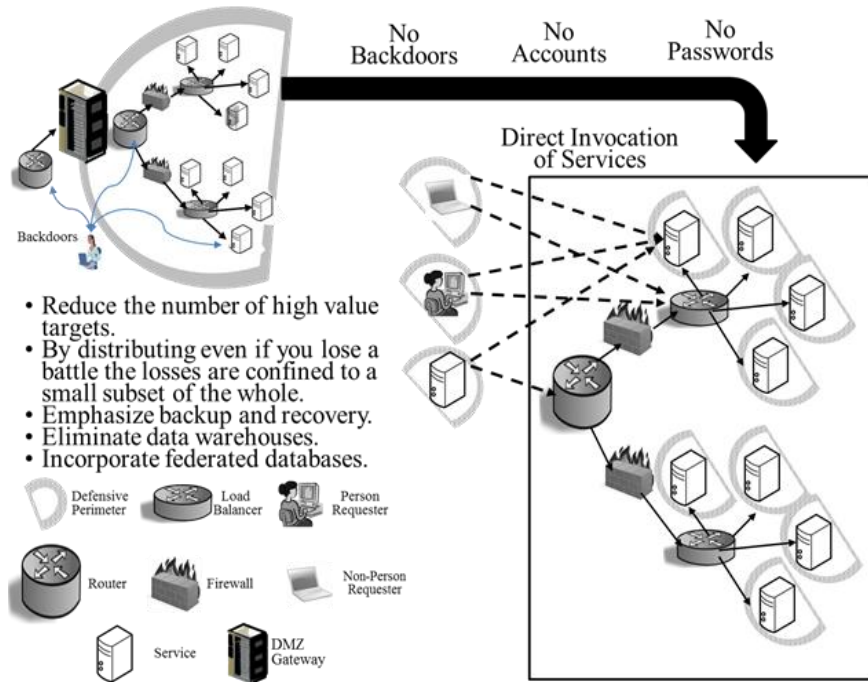 No
Backdoors
No
Accounts
No
Passwords
Direct Invocation
of Services
Backdoors
• Reduce the number of high value
targets.
• By distributing even if you lose a
battle the losses are confined to a
small subset of the whole.
• Emphasize backup and recovery.
• Eliminate data warehouses.
• Incorporate federated databases.
Defensive
Perimeter
Load
Balancer
Person
Requester
Router
Firewall
Non-Person
Requester
Service
DMZ
Gateway